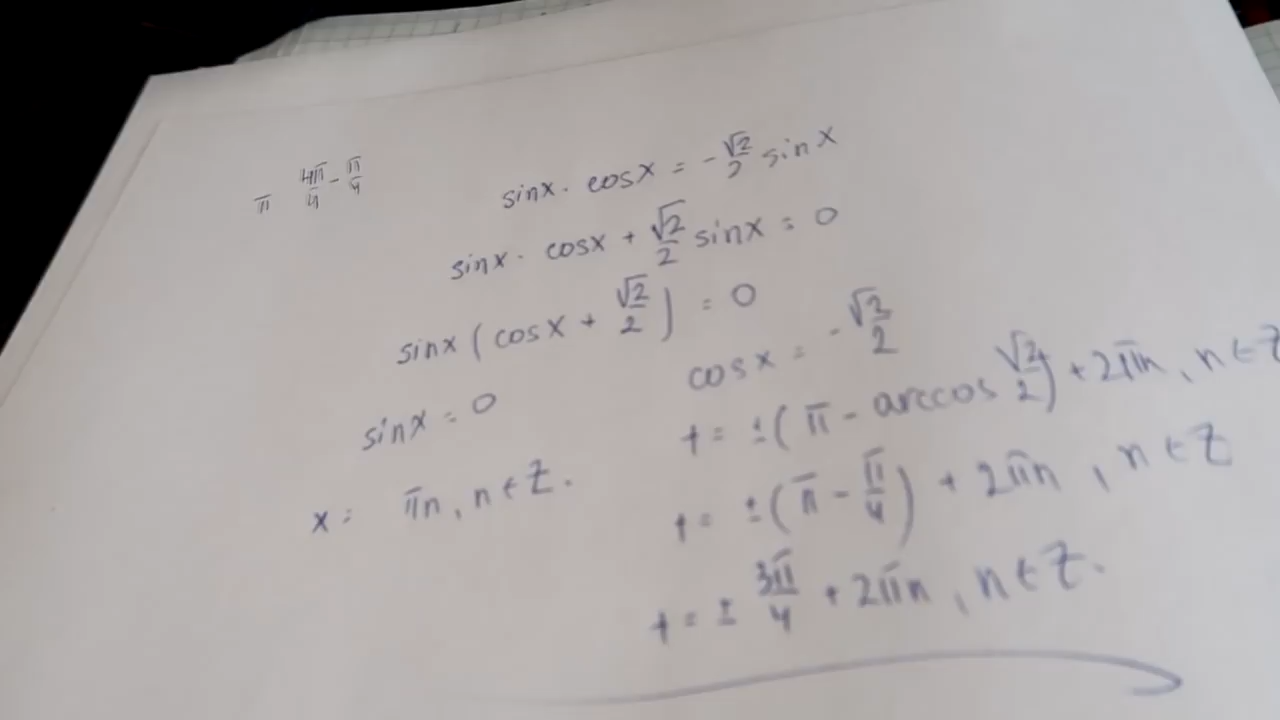 π 4π/4 - π/4
sinx · cosx = - √2/2 sinx
sinx · cosx + √2/2 sinx = 0
sinx ( cosx + √2/2 ) = 0
sinx = 0
x = πn, n ∈ Z.
cosx = - √2/2
t = ± ( π - arccos √2/2 ) + 2πn, n ∈ Z
t = ± ( π - π/4 ) + 2πn, n ∈ Z
t = ± 3π/4 + 2πn, n ∈ Z.